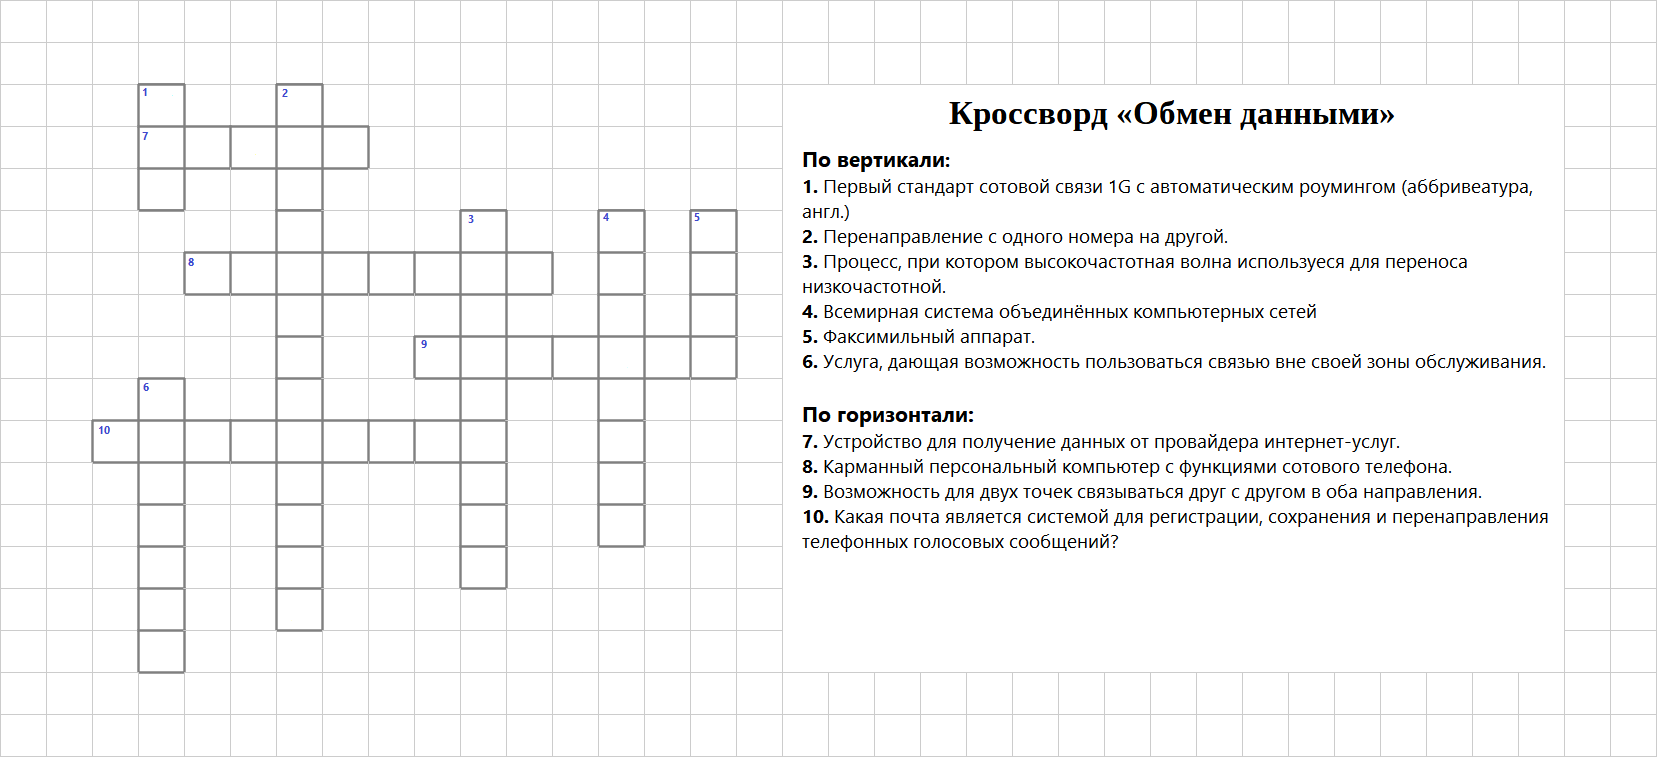 1
2
7
3
4
5
8
9
6
10
Кроссворд «Обмен данными»
По вертикали:
1. Первый стандарт сотовой связи 1G с автоматическим роумингом (аббривеатура,
англ.)
2. Перенаправление с одного номера на другой.
3. Процесс, при котором высокочастотная волна используеся для переноса
низкочастотной.
4. Всемирная система объединённых компьютерных сетей
5. Факсимильный аппарат.
6. Услуга, дающая возможность пользоваться связью вне своей зоны обслуживания.
По горизонтали:
7. Устройство для получение данных от провайдера интернет-услуг.
8. Карманный персональный компьютер с функциями сотового телефона.
9. Возможность для двух точек связываться друг с другом в оба направления.
10. Какая почта является системой для регистрации, сохранения и перенаправления
телефонных голосовых сообщений?